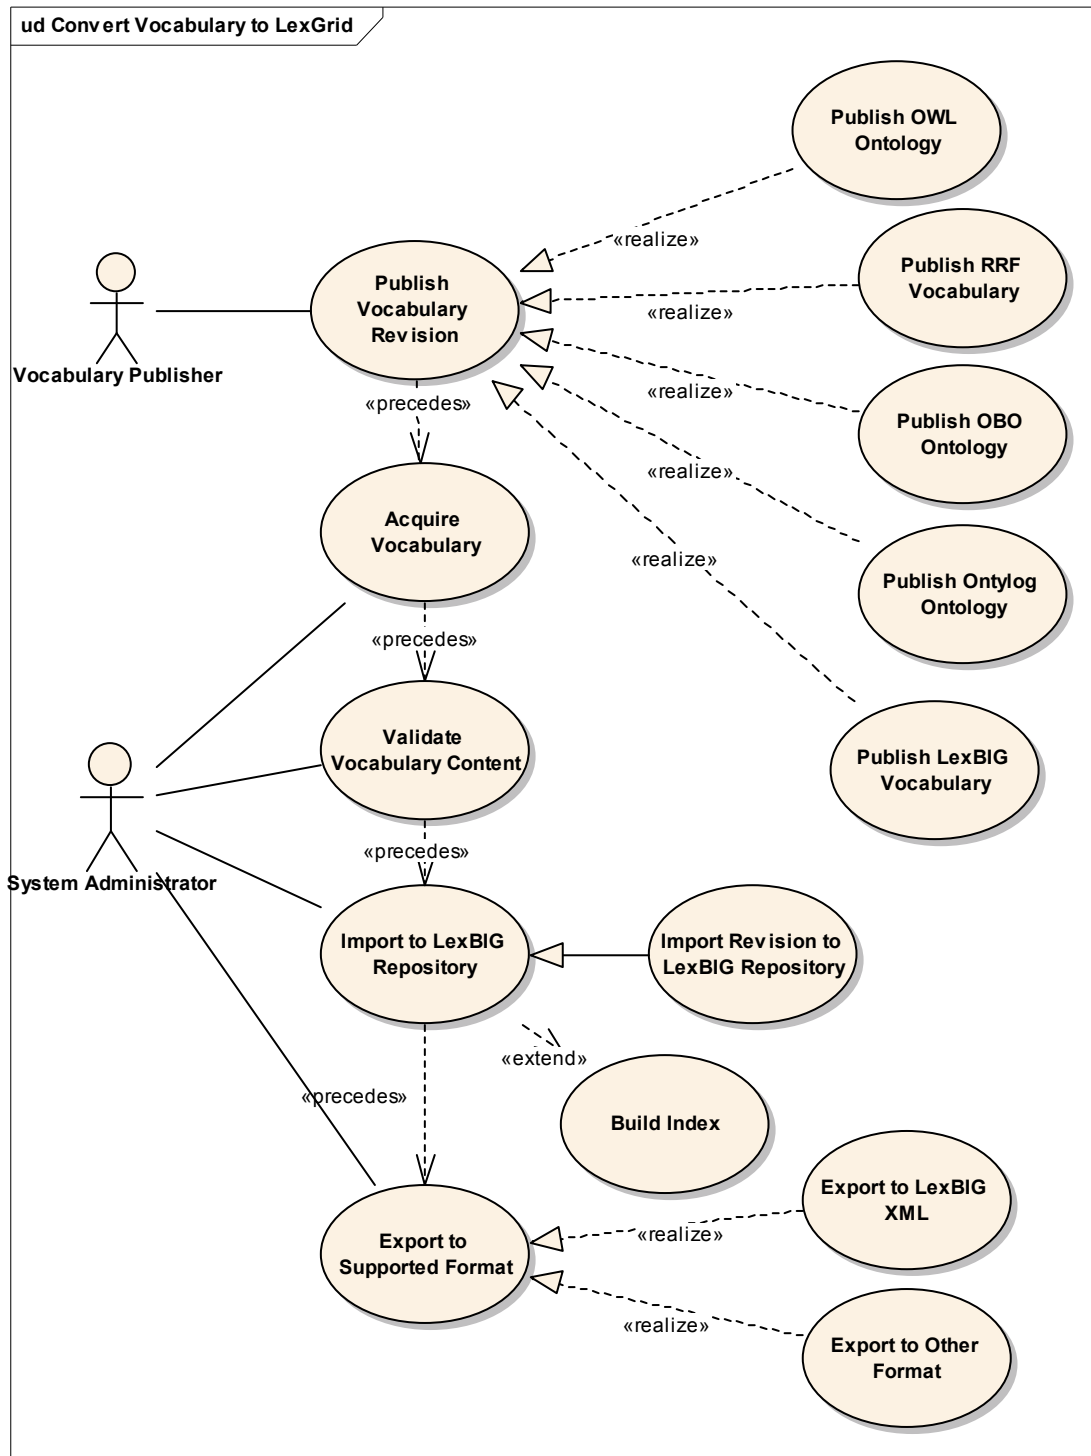 ud Convert Vocabulary to LexGrid
Publish OWL
Ontology
«realize»
Publish RRF
Vocabulary
«realize»
Publish
Vocabulary
Revision
Vocabulary Publisher
«precedes»
«realize»
Publish OBO
Ontology
«realize»
Acquire
Vocabulary
«realize»
Publish Ontylog
Ontology
«precedes»
Validate
Vocabulary Content
Publish LexBIG
Vocabulary
«precedes»
System Administrator
Import to LexBIG
Repository
Import Revision to
LexBIG Repository
«extend»
«precedes»
Build Index
Export to LexBIG
XML
«realize»
Export to
Supported Format
«realize»
Export to Other
Format